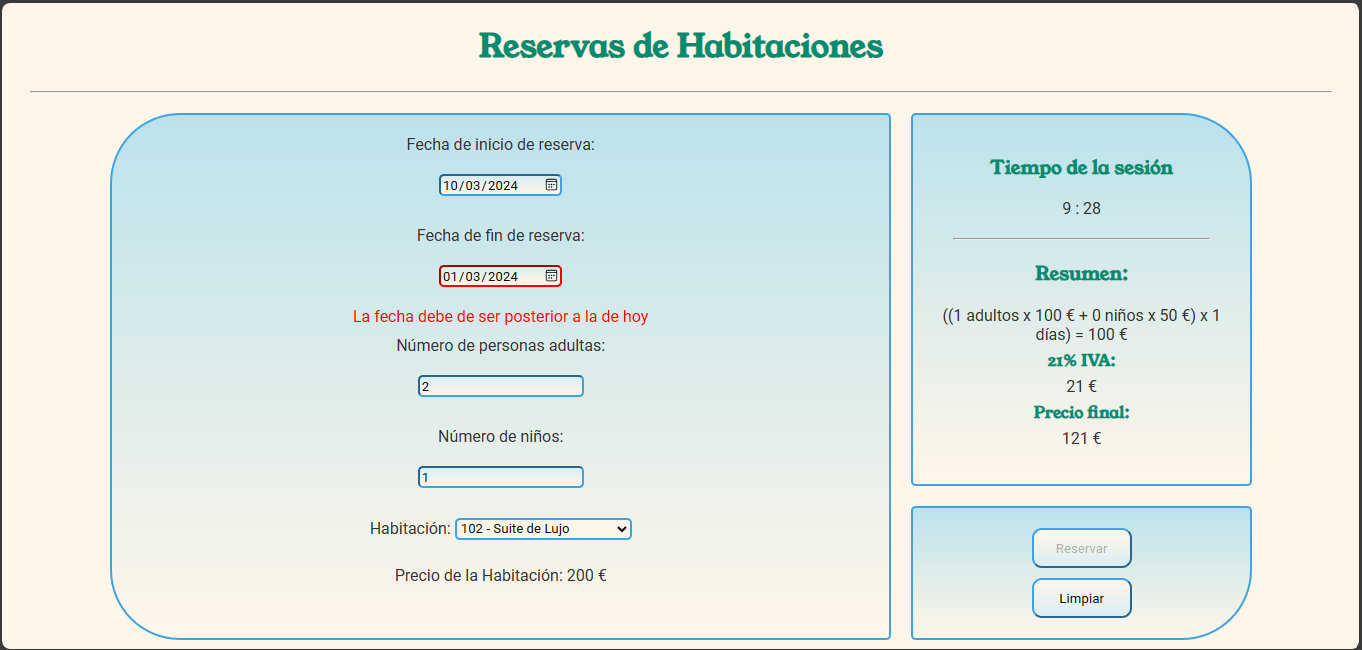 Reservas de Habitaciones
Fecha de inicio de reserva:
10/03/2024
Fecha de fin de reserva:
01/03/2024
La fecha debe de ser posterior a la de hoy
Número de personas adultas:
2
Número de niños:
1
Habitación: 102 - Suite de Lujo
Precio de la Habitación: 200 €
Tiempo de la sesión
9 : 28
Resumen:
((1 adultos x 100 € + 0 niños x 50 €) x 1
días) = 100 €
21% IVA:
21 €
Precio final:
121 €
Reservar
Limpiar